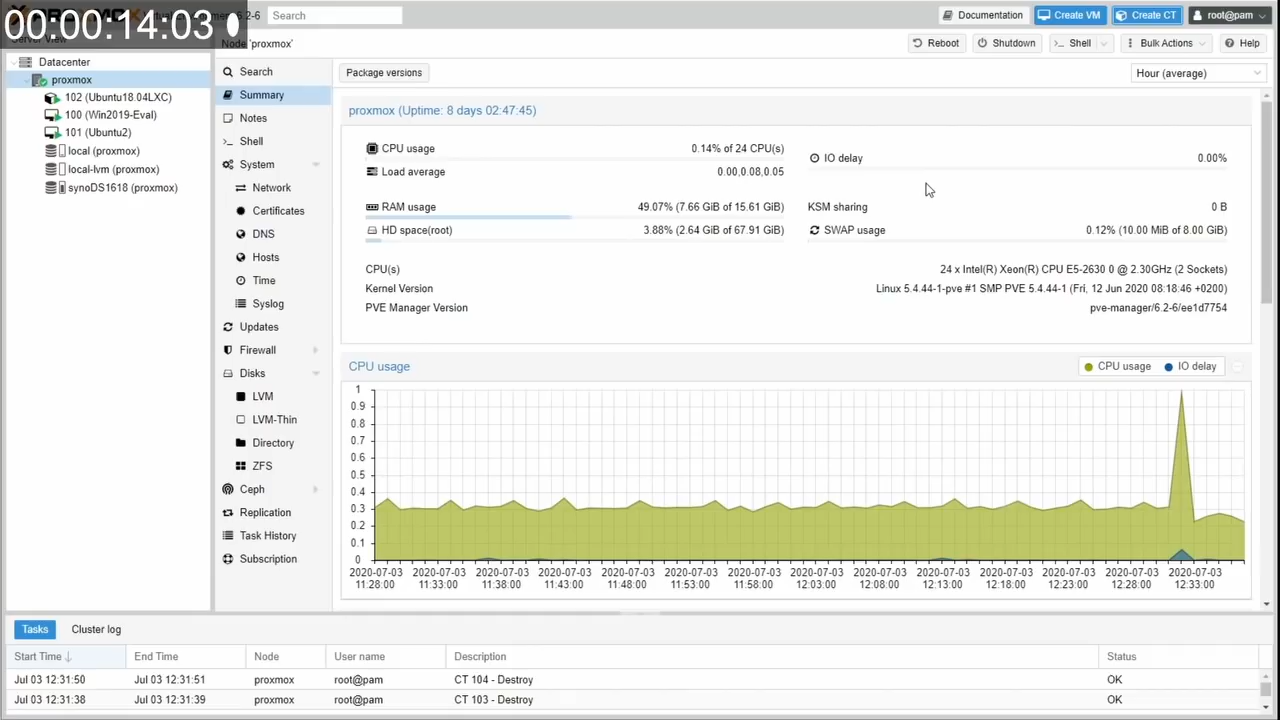 00:00:14:03
Search
Documentation
Create VM
Create CT
root@pam
Node 'proxmox'
Reboot
Shutdown
Shell
Bulk Actions
Help
Datacenter
proxmox
102 (Ubuntu18.04LXC)
100 (Win2019-Eval)
101 (Ubuntu2)
local (proxmox)
local-lvm (proxmox)
synoDS1618 (proxmox)
Search
Summary
Notes
Shell
System
Network
Certificates
DNS
Hosts
Time
Syslog
Updates
Firewall
Disks
LVM
LVM-Thin
Directory
ZFS
Ceph
Replication
Task History
Subscription
Package versions
Hour (average)
proxmox (Uptime: 8 days 02:47:45)
CPU usage 0.14% of 24 CPU(s)
Load average 0.00,0.08,0.05
IO delay 0.00%
RAM usage 49.07% (7.66 GiB of 15.61 GiB)
HD space(root) 3.88% (2.64 GiB of 67.91 GiB)
KSM sharing 0 B
SWAP usage 0.12% (10.00 MiB of 8.00 GiB)
CPU(s) 24 x Intel(R) Xeon(R) CPU E5-2630 0 @ 2.30GHz (2 Sockets)
Kernel Version Linux 5.4.44-1-pve #1 SMP PVE 5.4.44-1 (Fri, 12 Jun 2020 08:18:46 +0200)
PVE Manager Version pve-manager/6.2-6/ee1d7754
CPU usage
CPU usage IO delay
1
0.9
0.8
0.7
0.6
0.5
0.4
0.3
0.2
0.1
0
2020-07-03 2020-07-03 2020-07-03 2020-07-03 2020-07-03 2020-07-03 2020-07-03 2020-07-03 2020-07-03 2020-07-03 2020-07-03 2020-07-03 2020-07-03 2020-07-03
11:28:00 11:33:00 11:38:00 11:43:00 11:48:00 11:53:00 11:58:00 12:03:00 12:08:00 12:13:00 12:18:00 12:23:00 12:28:00 12:33:00
Tasks Cluster log
Start Time End Time Node User name Description Status
Jul 03 12:31:50 Jul 03 12:31:51 proxmox root@pam CT 104 - Destroy OK
Jul 03 12:31:38 Jul 03 12:31:39 proxmox root@pam CT 103 - Destroy OK